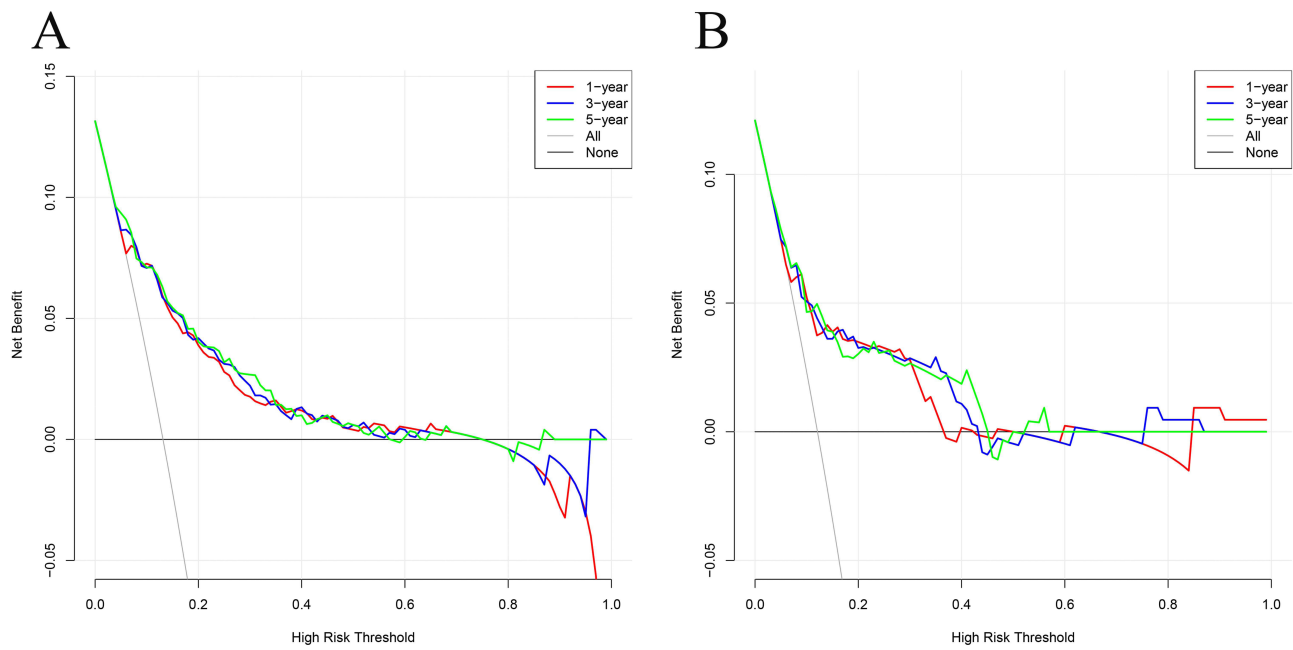 A
0.15
0.10
0.05
0.00
−0.05
Net Benefit
0.0 0.2 0.4 0.6 0.8 1.0
High Risk Threshold
1−year
3−year
5−year
All
None
B
0.10
0.05
0.00
−0.05
Net Benefit
0.0 0.2 0.4 0.6 0.8 1.0
High Risk Threshold
1−year
3−year
5−year
All
None